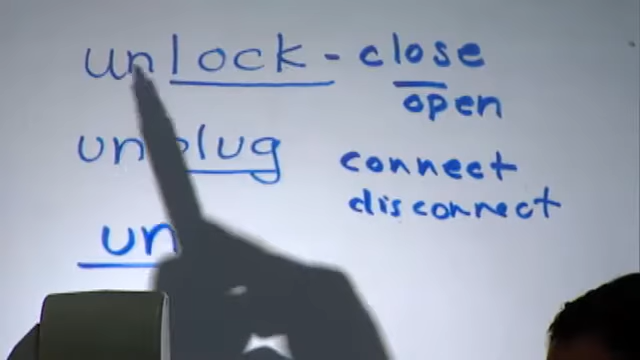 unlock - close
open
unplug connect
disconnect
un